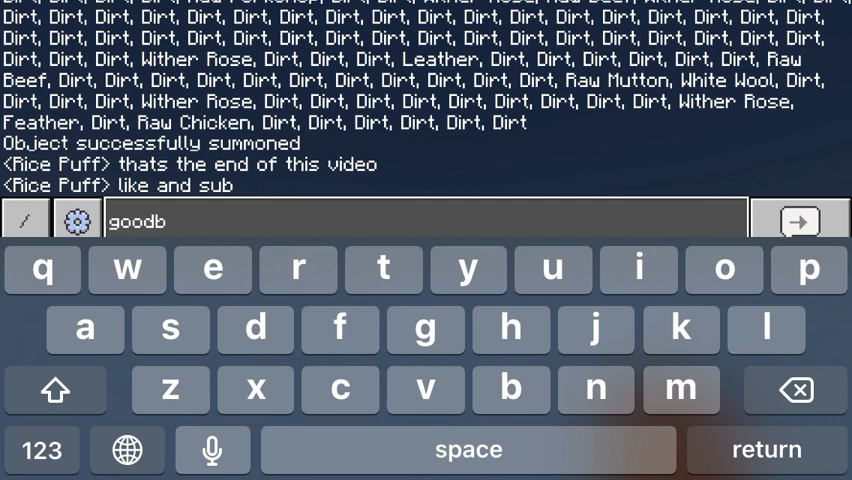 Dirt, Dirt, Dirt, Dirt, Dirt, Dirt, Dirt, Dirt, Dirt, Dirt, Dirt, Dirt, Dirt, Dirt, Dirt, Dirt, Dirt, Dirt,
Dirt, Dirt, Dirt, Dirt, Dirt, Dirt, Dirt, Dirt, Dirt, Dirt, Dirt, Dirt, Dirt, Dirt, Dirt, Dirt, Dirt, Dirt,
Dirt, Dirt, Dirt, Wither Rose, Dirt, Dirt, Dirt, Leather, Dirt, Dirt, Dirt, Dirt, Dirt, Dirt, Raw
Beef, Dirt, Dirt, Dirt, Dirt, Dirt, Dirt, Dirt, Dirt, Dirt, Dirt, Dirt, Raw Mutton, White Wool, Dirt,
Dirt, Dirt, Dirt, Wither Rose, Dirt, Dirt, Dirt, Dirt, Dirt, Dirt, Dirt, Dirt, Dirt, Wither Rose,
Feather, Dirt, Raw Chicken, Dirt, Dirt, Dirt, Dirt, Dirt, Dirt
Object successfully summoned
<Rice Puff> thats the end of this video
<Rice Puff> like and sub
/ goodb
q w e r t y u i o p
a s d f g h j k l
z x c v b n m
123 space return